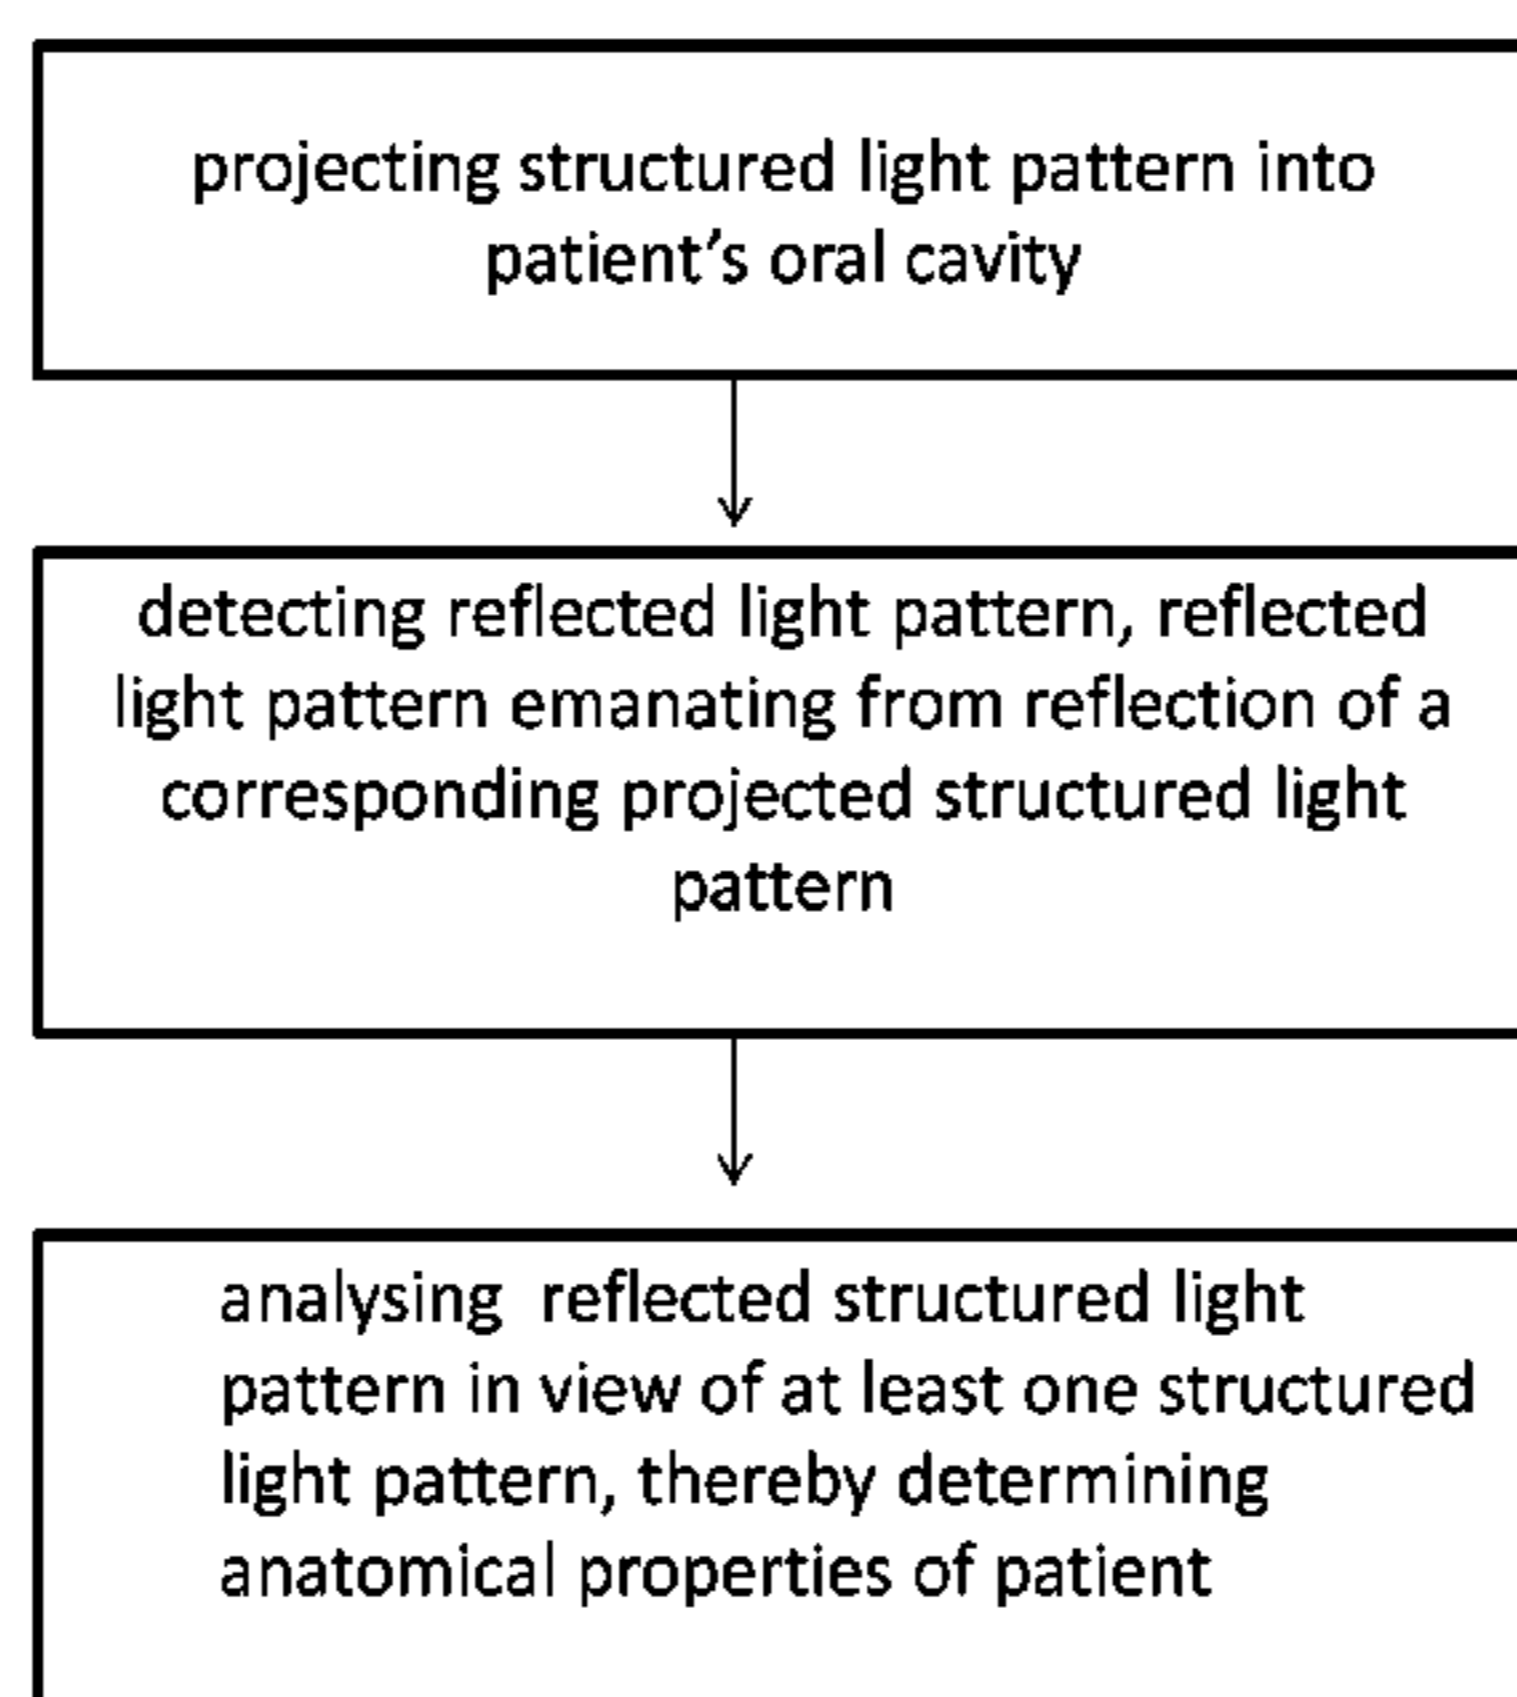 projecting structured light pattern into
patient's oral cavity
detecting reflected light pattern, reflected
light pattern emanating from reflection of a
corresponding projected structured light
pattern
analysing  reflected structured light
pattern in view of at least one structured
light pattern, thereby determining
anatomical properties of patient